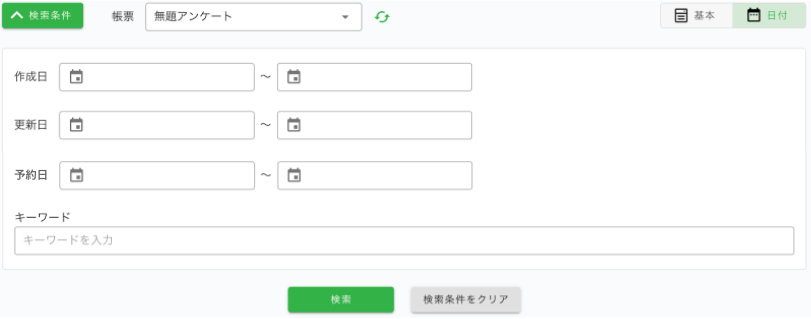 検索条件 帳票 無題アンケート 基本 日付
作成日 ～
更新日 ～
予約日 ～
キーワード
キーワードを入力
検索 検索条件をクリア